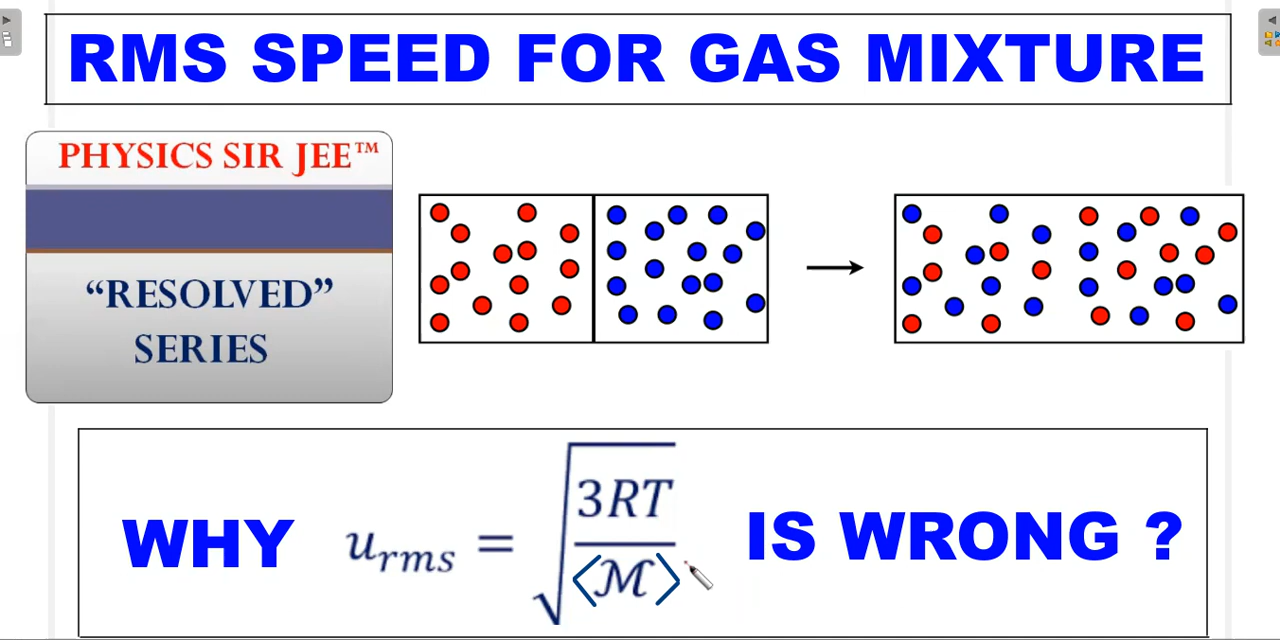 RMS SPEED FOR GAS MIXTURE
PHYSICS SIR JEE™
“RESOLVED”
SERIES
WHY u_rms = √(3RT/⟨ℳ⟩) IS WRONG ?